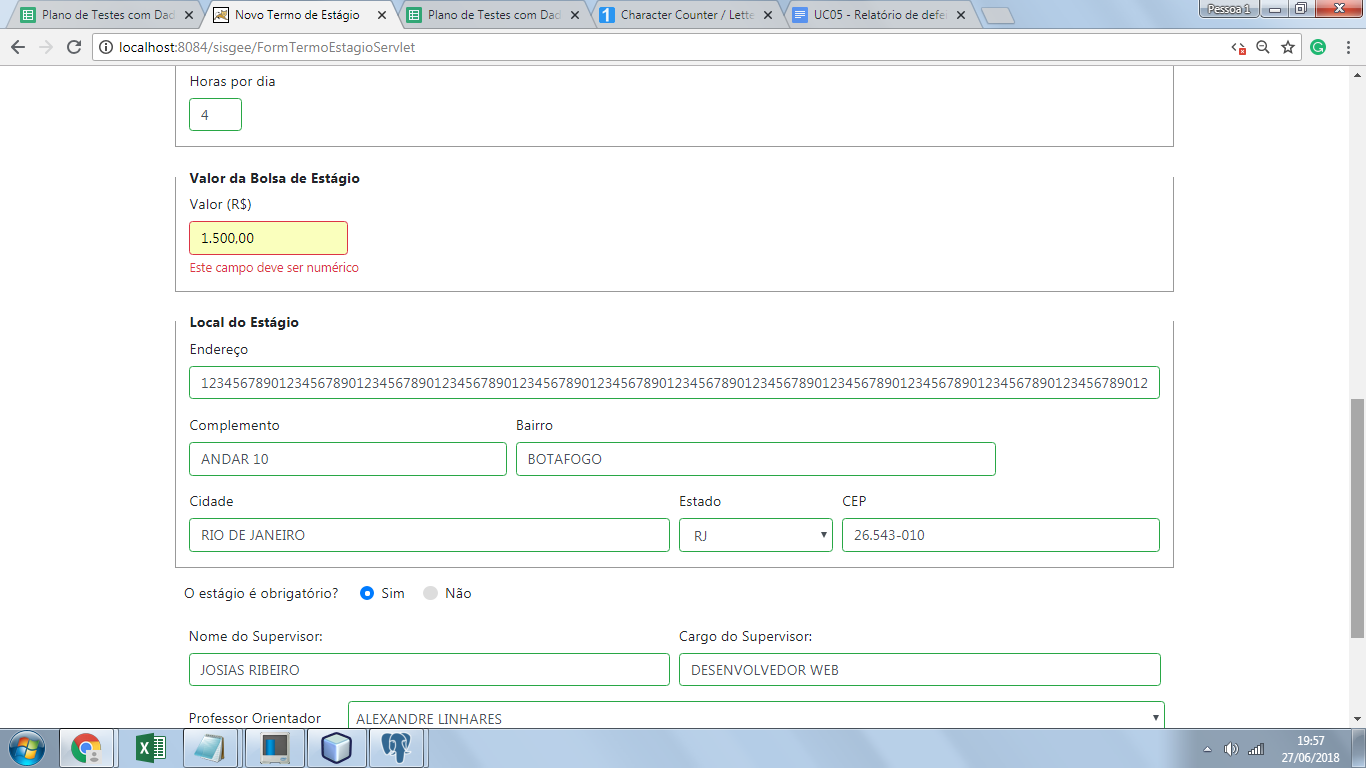 Plano de Testes com Dad
Novo Termo de Estágio
Plano de Testes com Dad
Character Counter / Lette
UC05 - Relatório de defei
Pessoa 1
localhost:8084/sisgee/FormTermoEstagioServlet
Horas por dia
4
Valor da Bolsa de Estágio
Valor (R$)
1.500,00
Este campo deve ser numérico
Local do Estágio
Endereço
12345678901234567890123456789012345678901234567890123456789012345678901234567890123456789012345678901234567890123456789012
Complemento Bairro
ANDAR 10 BOTAFOGO
Cidade Estado CEP
RIO DE JANEIRO RJ 26.543-010
O estágio é obrigatório? Sim Não
Nome do Supervisor: Cargo do Supervisor:
JOSIAS RIBEIRO DESENVOLVEDOR WEB
Professor Orientador ALEXANDRE LINHARES
19:57
27/06/2018